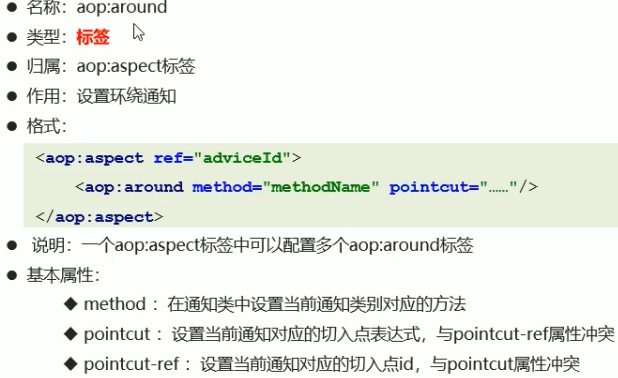 ● 名称：aop:around
● 类型：标签
● 归属：aop:aspect标签
● 作用：设置环绕通知
● 格式：
<aop:aspect ref="adviceId">
<aop:around method="methodName" pointcut="……"/>
</aop:aspect>
● 说明：一个aop:aspect标签中可以配置多个aop:around标签
● 基本属性：
◆ method ：在通知类中设置当前通知类别对应的方法
◆ pointcut ：设置当前通知对应的切入点表达式，与pointcut-ref属性冲突
◆ pointcut-ref ：设置当前通知对应的切入点id，与pointcut属性冲突